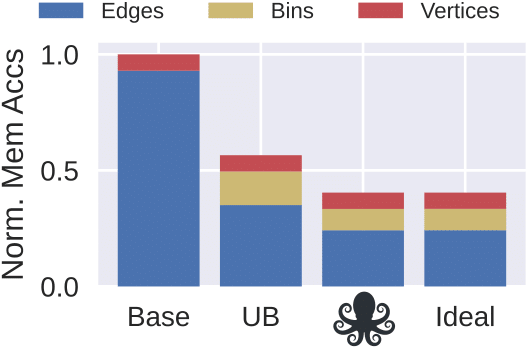 Edges Bins Vertices
Norm. Mem Accs
1.0
0.5
0.0
Base UB Ideal